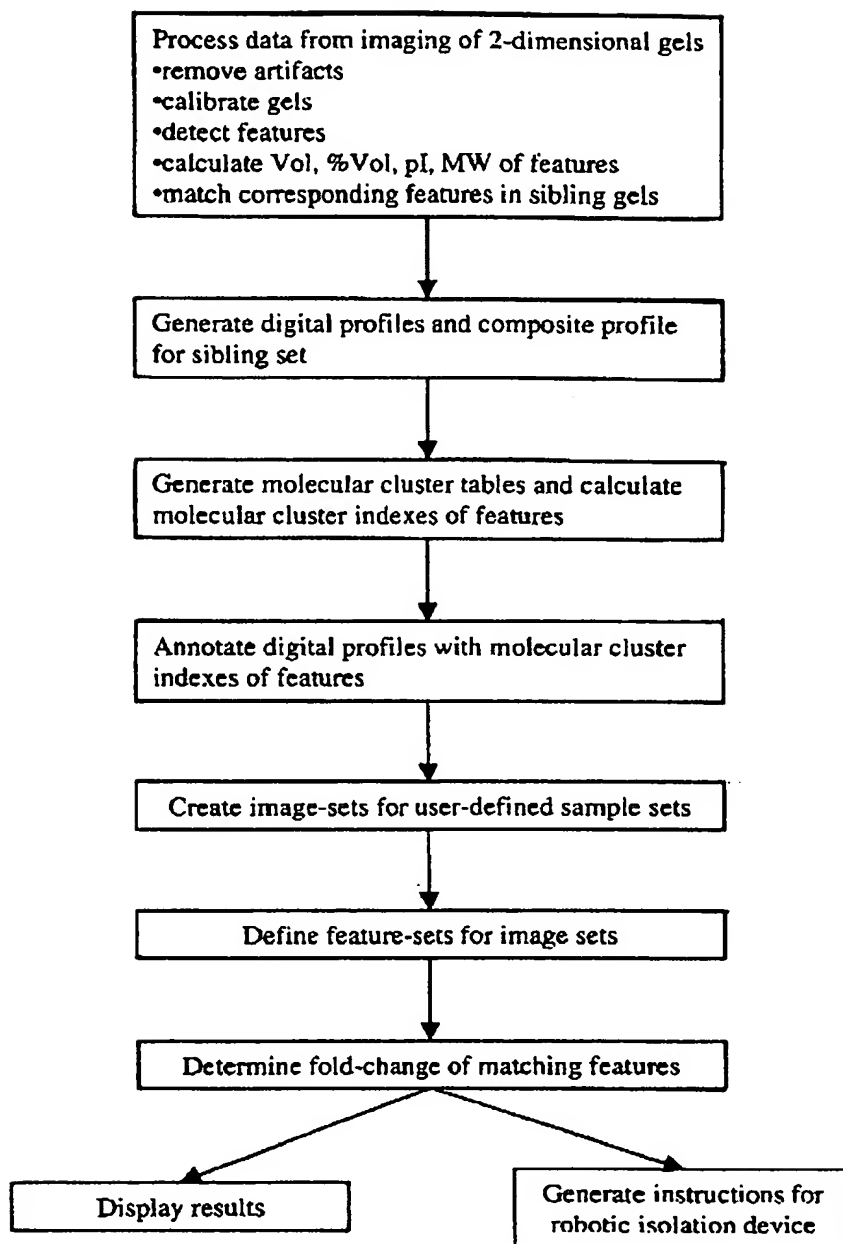 Process data from imaging of 2-dimensional gels
•remove artifacts
•calibrate gels
•detect features
•calculate Vol, %Vol, pI, MW of features
•match corresponding features in sibling gels
Generate digital profiles and composite profile
for sibling set
Generate molecular cluster tables and calculate
molecular cluster indexes of features
Annotate digital profiles with molecular cluster
indexes of features
Create image-sets for user-defined sample sets
Define feature-sets for image sets
Determine fold-change of matching features
Display results
Generate instructions for
robotic isolation device